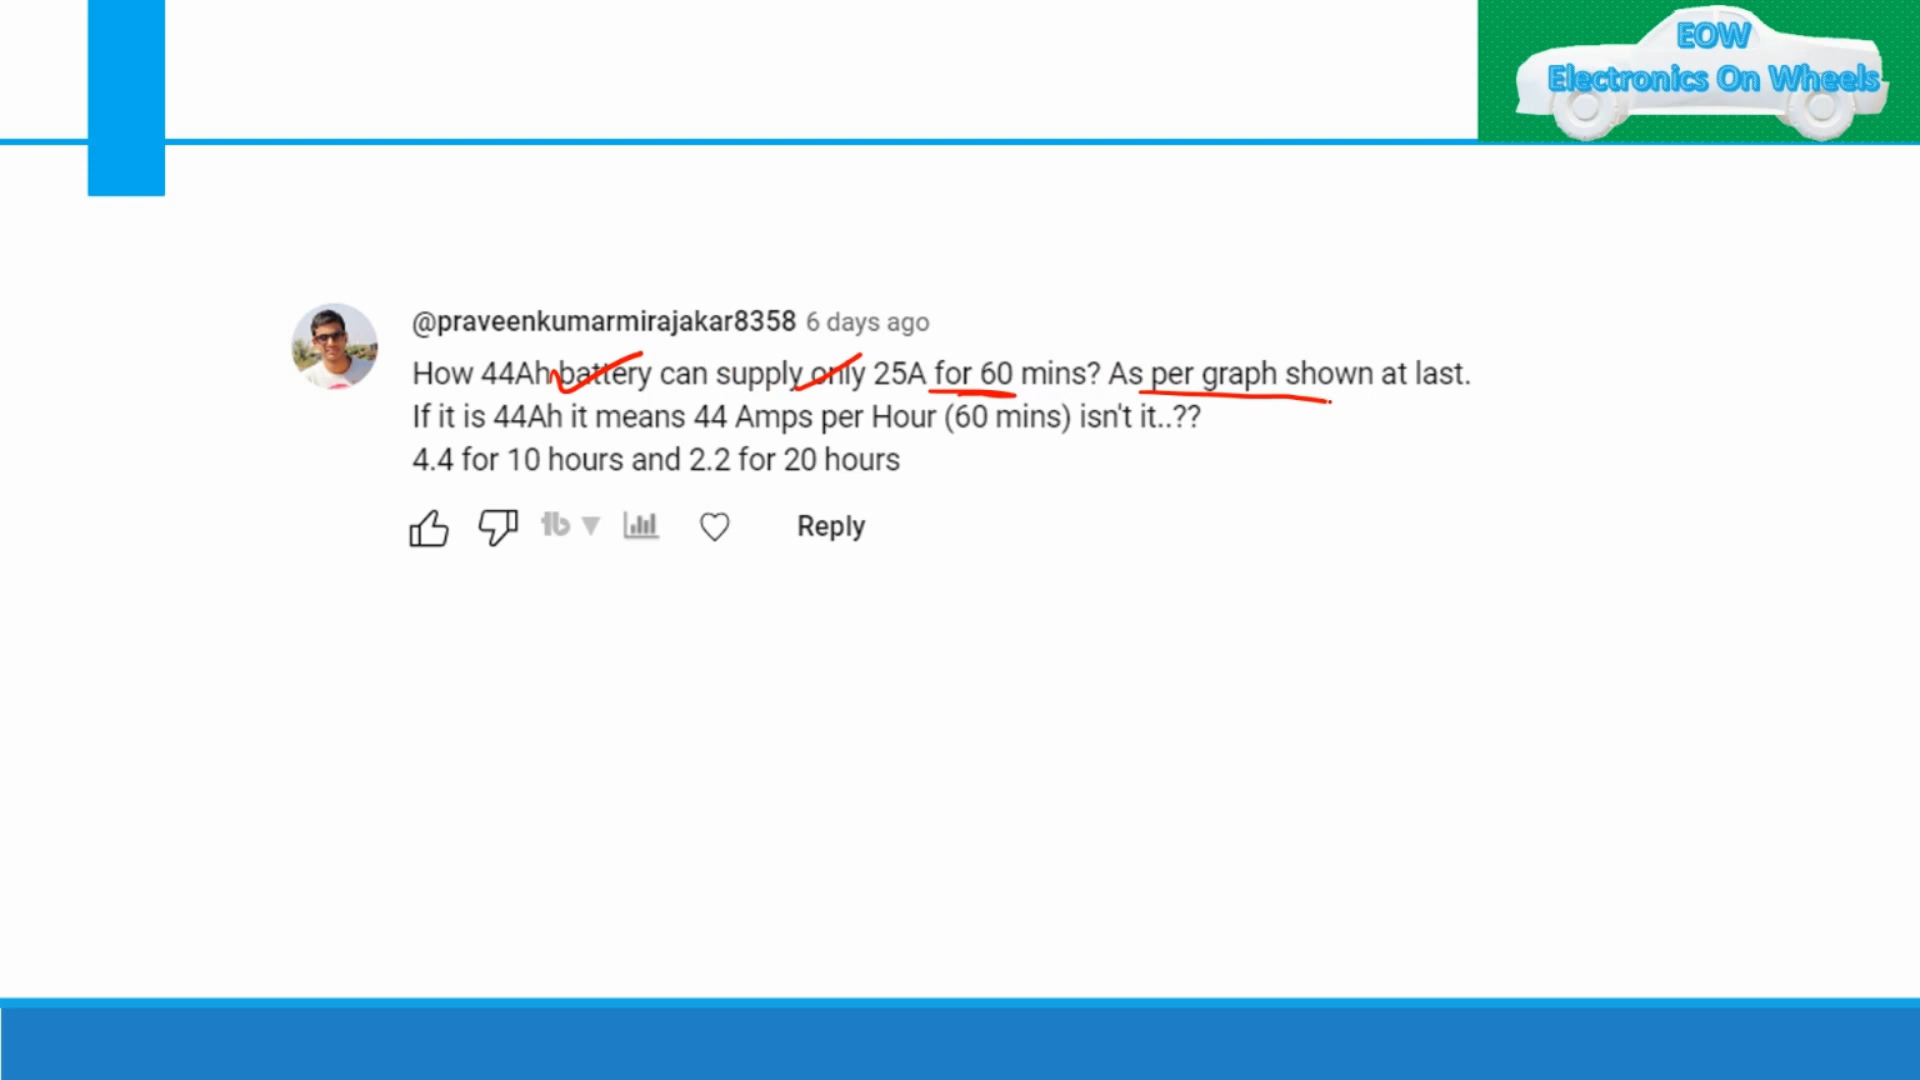 EOW
Electronics On Wheels
@praveenkumarmirajakar8358 6 days ago
How 44Ah battery can supply only 25A for 60 mins? As per graph shown at last.
If it is 44Ah it means 44 Amps per Hour (60 mins) isn't it..??
4.4 for 10 hours and 2.2 for 20 hours
tb
Reply